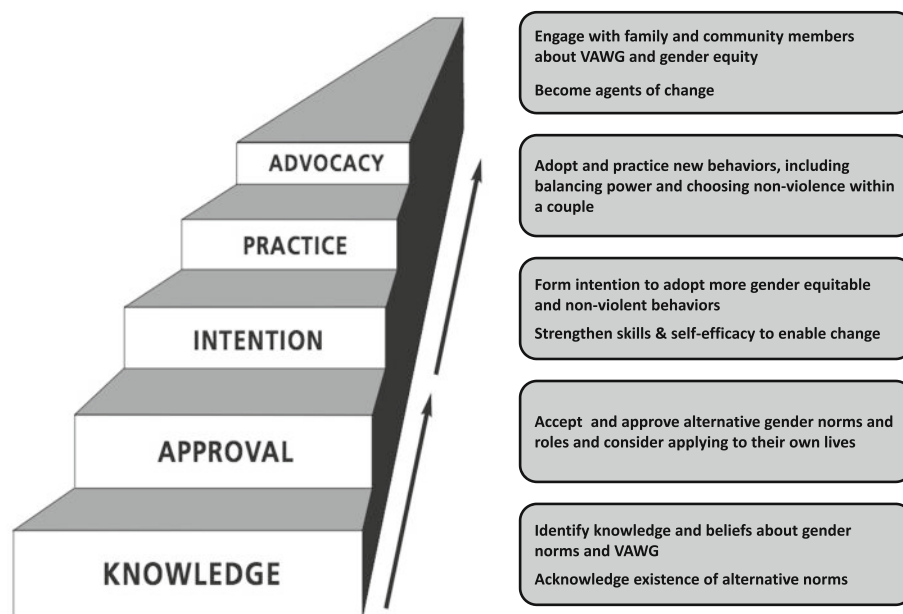 Engage with family and community members
about VAWG and gender equity
Become agents of change
ADVOCACY
Adopt and practice new behaviors, including
balancing power and choosing non-violence within
a couple
PRACTICE
Form intention to adopt more gender equitable
and non-violent behaviors
Strengthen skills & self-efficacy to enable change
INTENTION
Accept and approve alternative gender norms and
roles and consider applying to their own lives
APPROVAL
Identify knowledge and beliefs about gender
norms and VAWG
Acknowledge existence of alternative norms
KNOWLEDGE